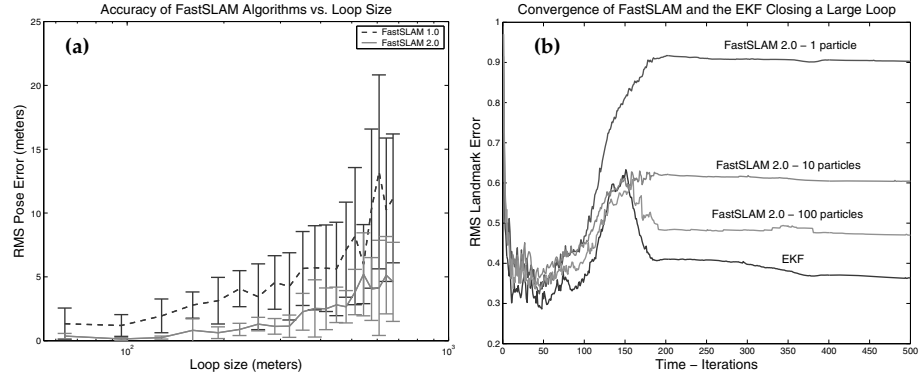 Accuracy of FastSLAM Algorithms vs. Loop Size
(a)
FastSLAM 1.0
FastSLAM 2.0
RMS Pose Error (meters)
25
20
15
10
5
0
10²
10³
Loop size (meters)
Convergence of FastSLAM and the EKF Closing a Large Loop
(b)
FastSLAM 2.0 – 1 particle
FastSLAM 2.0 – 10 particles
FastSLAM 2.0 – 100 particles
EKF
RMS Landmark Error
1
0.9
0.8
0.7
0.6
0.5
0.4
0.3
0.2
0
50
100
150
200
250
300
350
400
450
500
Time – Iterations